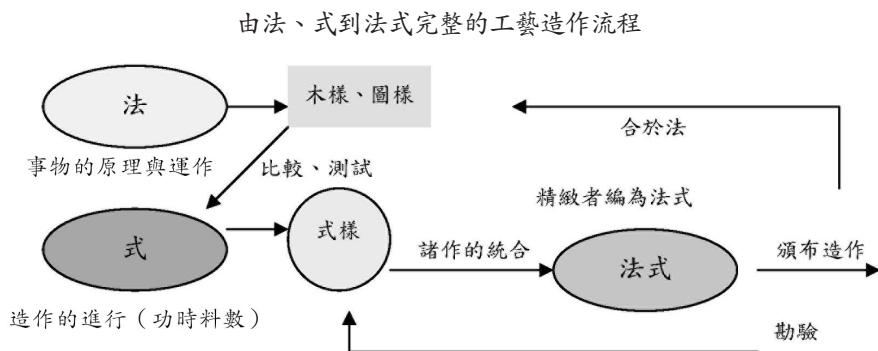 由法、式到法式完整的工藝造作流程
法
木樣、圖樣
合於法
事物的原理與運作
比較、測試
精緻者編為法式
式
式樣
諸作的統合
法式
頒布造作
造作的進行（功時料數）
勘驗